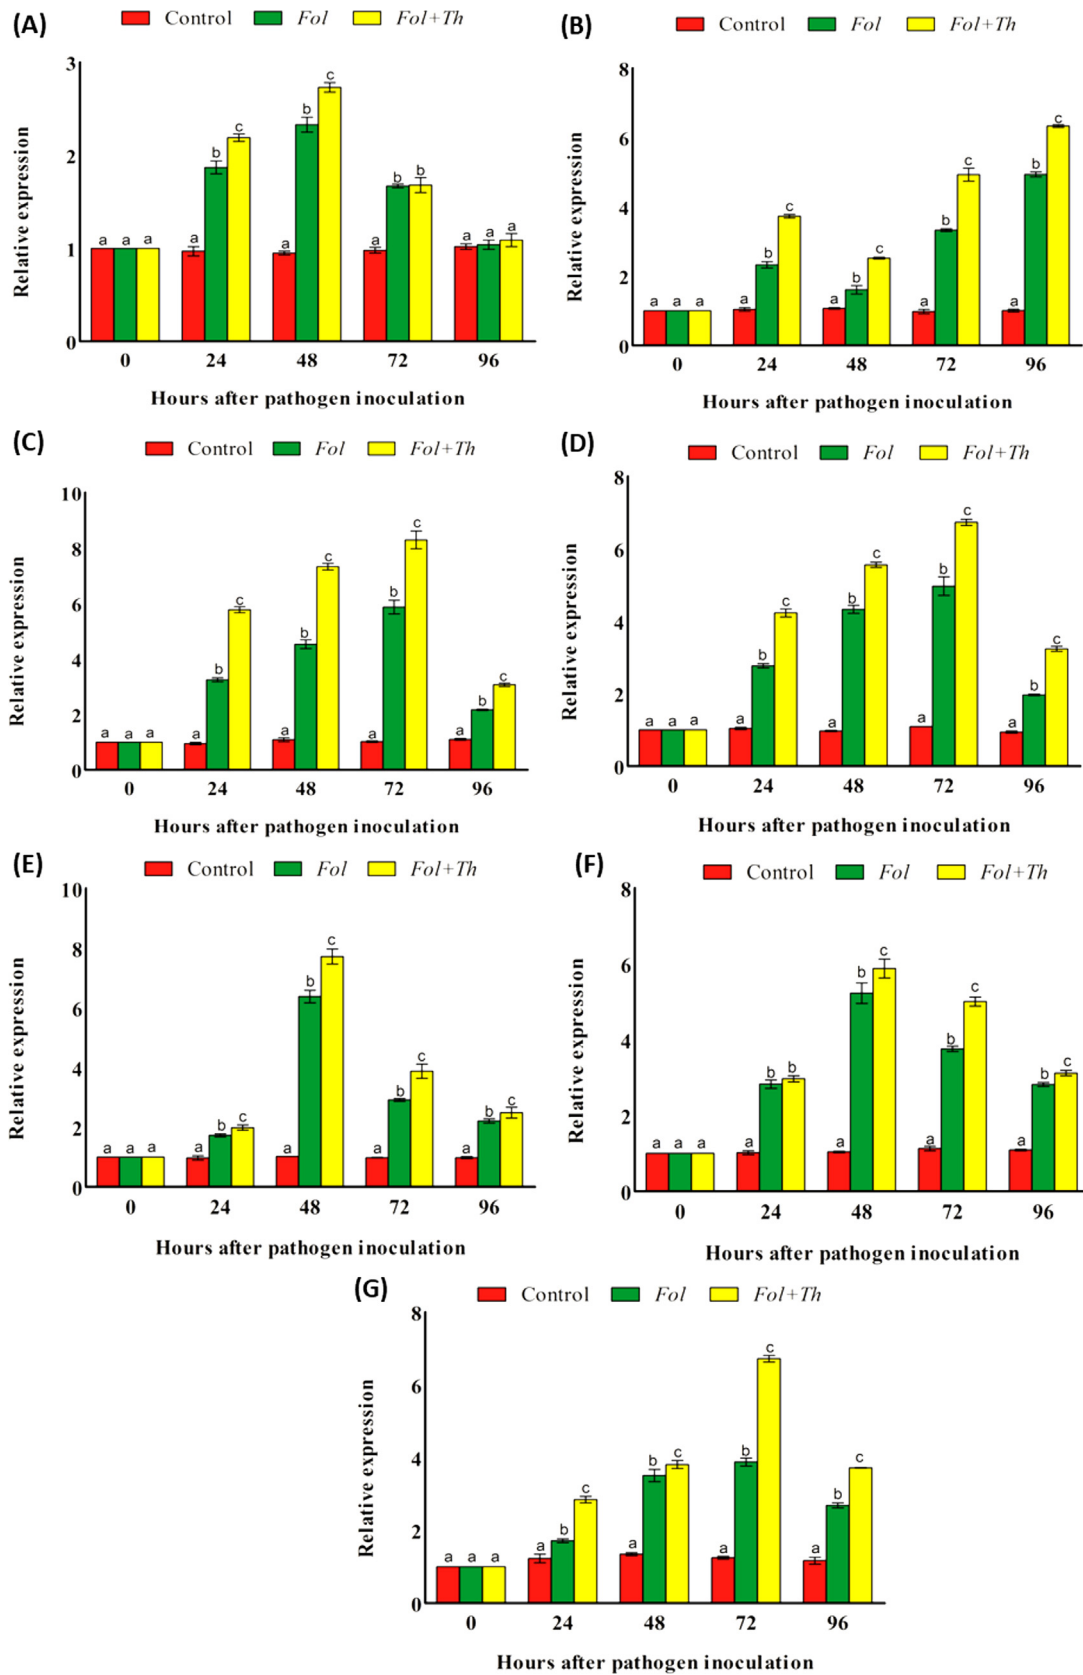 (A) Control Fol Fol+Th
3
2
1
0
Relative expression
a a a a b c a b c a b b a a a
0 24 48 72 96
Hours after pathogen inoculation
(B) Control Fol Fol+Th
8
6
4
2
0
Relative expression
a a a a b c a b c a b c a b c
0 24 48 72 96
Hours after pathogen inoculation
(C) Control Fol Fol+Th
10
8
6
4
2
0
Relative expression
a a a a b c a b c a b c a b c
0 24 48 72 96
Hours after pathogen inoculation
(D) Control Fol Fol+Th
8
6
4
2
0
Relative expression
a a a a b c a b c a b c a b c
0 24 48 72 96
Hours after pathogen inoculation
(E) Control Fol Fol+Th
10
8
6
4
2
0
Relative expression
a a a a b c a b c a b c a b c
0 24 48 72 96
Hours after pathogen inoculation
(F) Control Fol Fol+Th
8
6
4
2
0
Relative expression
a a a a b b a b c a b c a b c
0 24 48 72 96
Hours after pathogen inoculation
(G) Control Fol Fol+Th
8
6
4
2
0
Relative expression
a a a a b c a b c a b c a b c
0 24 48 72 96
Hours after pathogen inoculation